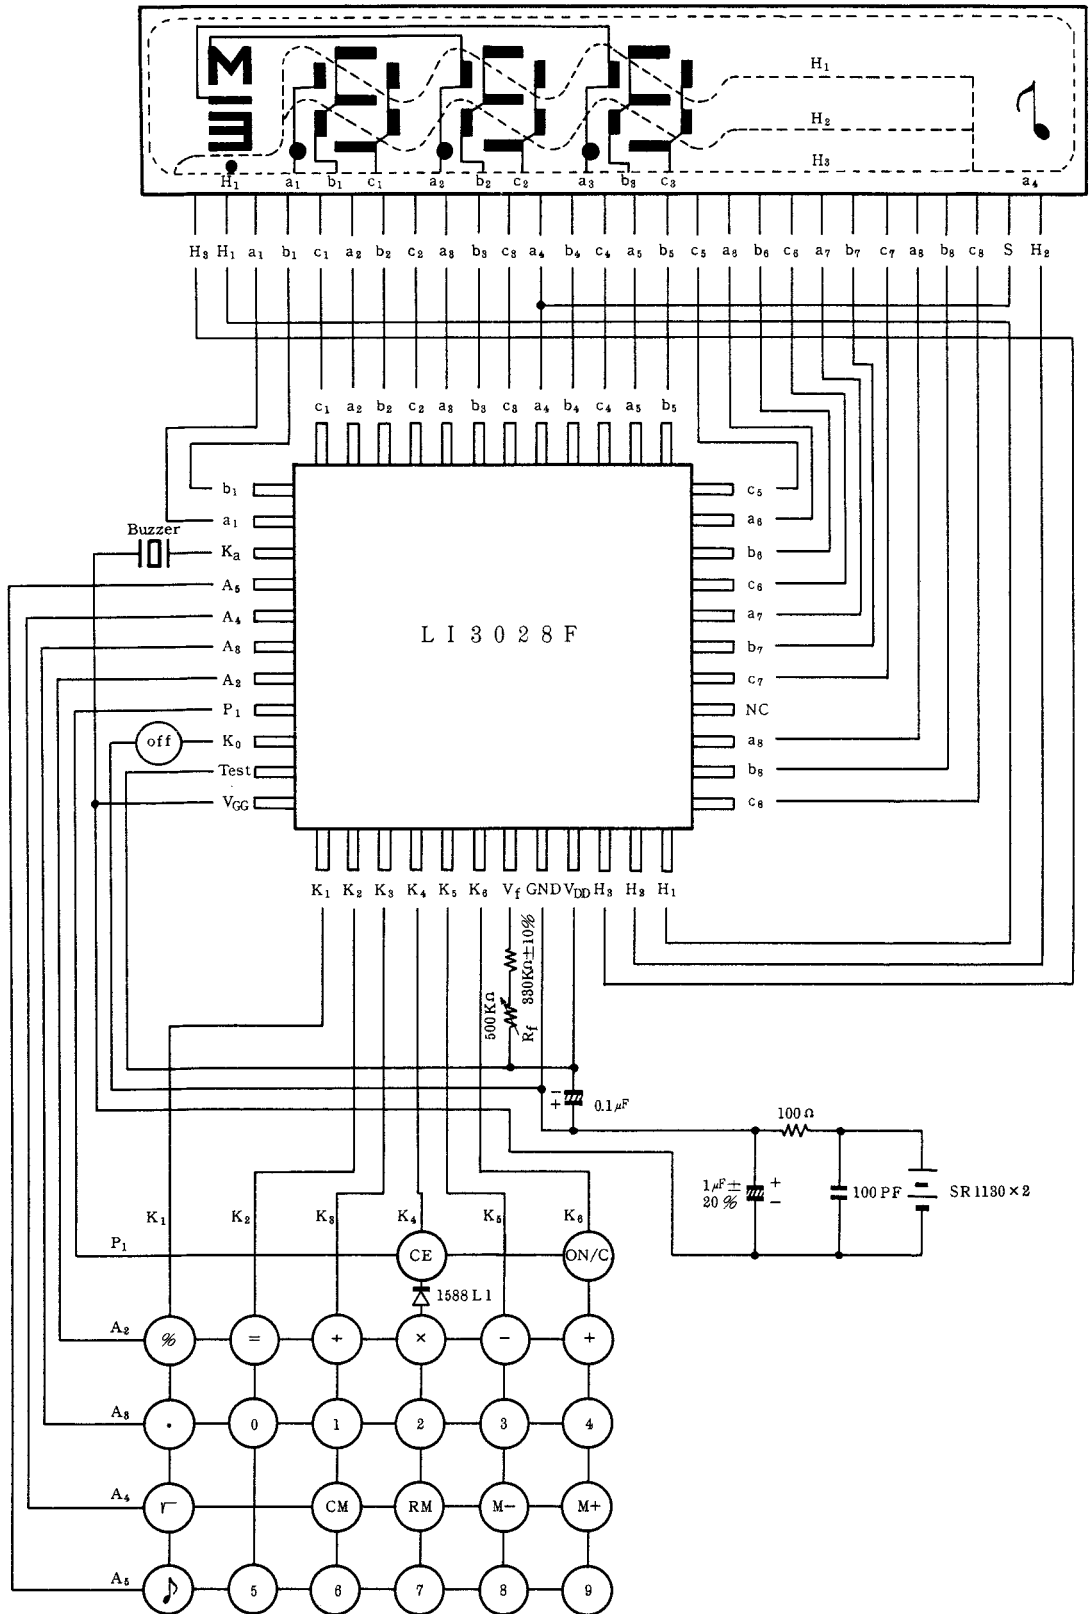 M E
H₁
H₂
H₃
H₁ a₁ b₁ c₁ a₂ b₂ c₂ a₃ b₃ c₃ a₄
H₃ H₁ a₁ b₁ c₁ a₂ b₂ c₂ a₃ b₃ c₃ a₄ b₄ c₄ a₅ b₅ c₅ a₆ b₆ c₆ a₇ b₇ c₇ a₈ b₈ c₈ S H₂
c₁ a₂ b₂ c₂ a₃ b₃ c₃ a₄ b₄ c₄ a₅ b₅
b₁ c₅
a₁ a₆
Buzzer
Ka b₆
A₅ c₆
A₄ a₇
LI3028F
A₃ b₇
A₂ c₇
P₁ NC
off K₀ a₈
Test b₈
VGG c₈
K₁ K₂ K₃ K₄ K₅ K₆ Vf GND VDD H₃ H₂ H₁
330KΩ±10%
500KΩ
Rf
− +
0.1μF
100Ω
1μF±
20%
+ −
100PF
SR1130×2
K₁ K₂ K₃ K₄ K₅ K₆
P₁ CE ON/C
1588L1
A₂ % = ÷ × − +
A₃ · 0 1 2 3 4
A₄ √ CM RM M− M+
A₅ ♪ 5 6 7 8 9